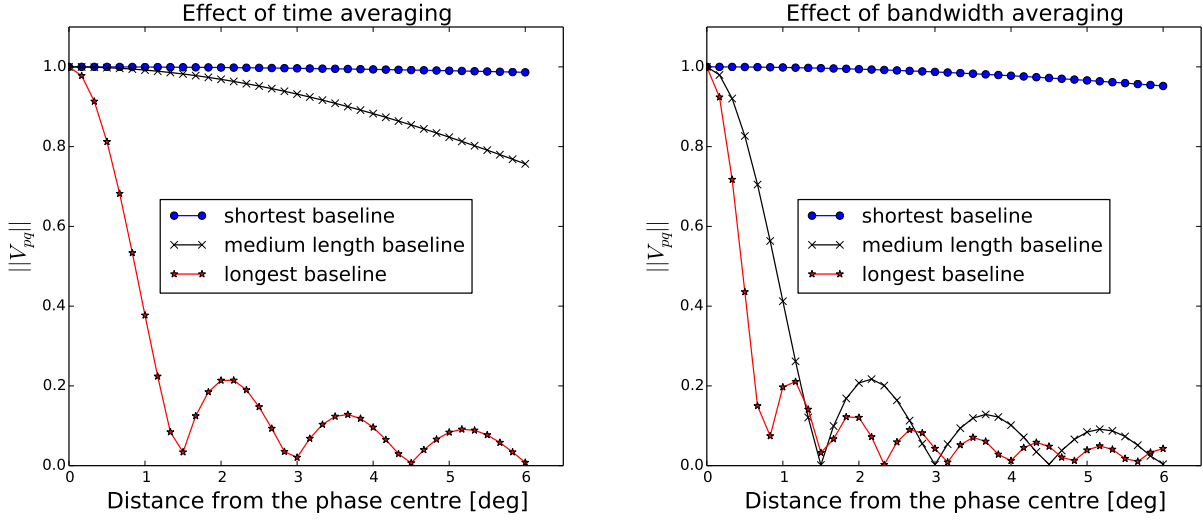 Effect of time averaging
1.0
0.8
0.6
0.4
0.2
0.0
||V_pq||
shortest baseline
medium length baseline
longest baseline
0 1 2 3 4 5 6
Distance from the phase centre [deg]
Effect of bandwidth averaging
1.0
0.8
0.6
0.4
0.2
0.0
||V_pq||
shortest baseline
medium length baseline
longest baseline
0 1 2 3 4 5 6
Distance from the phase centre [deg]